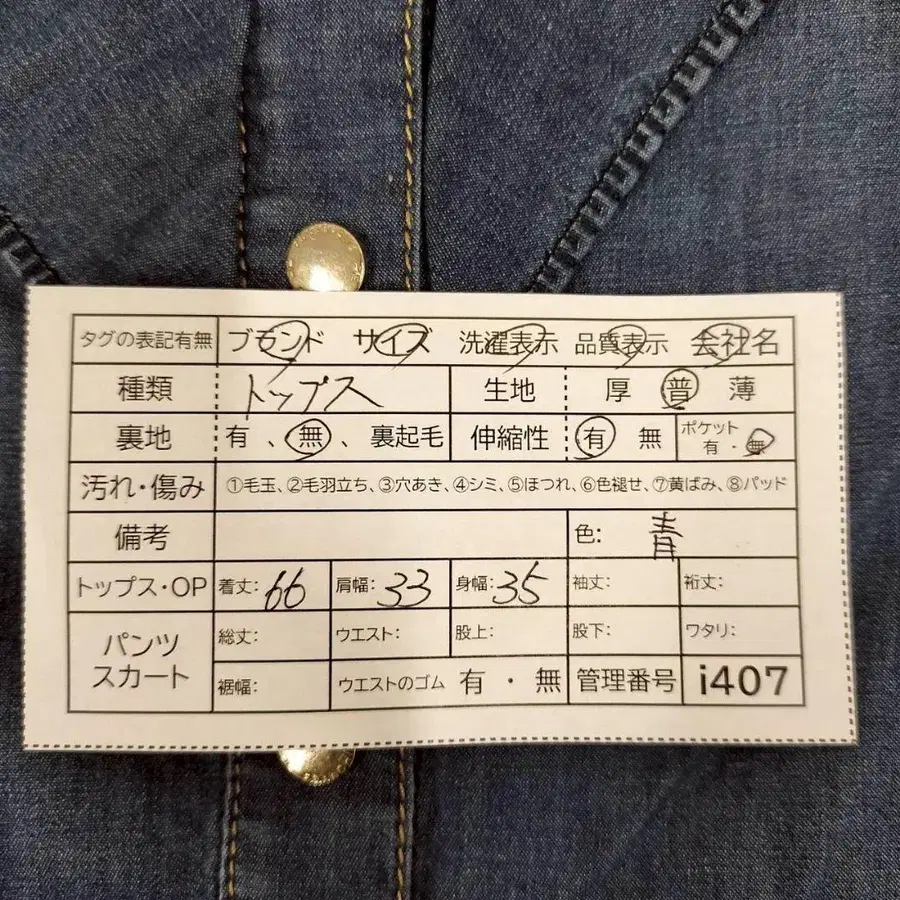 タグの表記有無 ブランド サイズ 洗濯表示 品質表示 会社名
種類 トップス 生地 厚 普 薄
裏地 有、無、裏起毛 伸縮性 有 無 ポケット 有・無
汚れ・傷み ①毛玉、②毛羽立ち、③穴あき、④シミ、⑤ほつれ、⑥色褪せ、⑦黄ばみ、⑧パッド
備考 色: 青
トップス・OP 着丈: 66 肩幅: 33 身幅: 35 袖丈: 裄丈:
パンツ スカート 総丈: ウエスト: 股上: 股下: ワタリ:
裾幅: ウエストのゴム 有・無 管理番号 i407